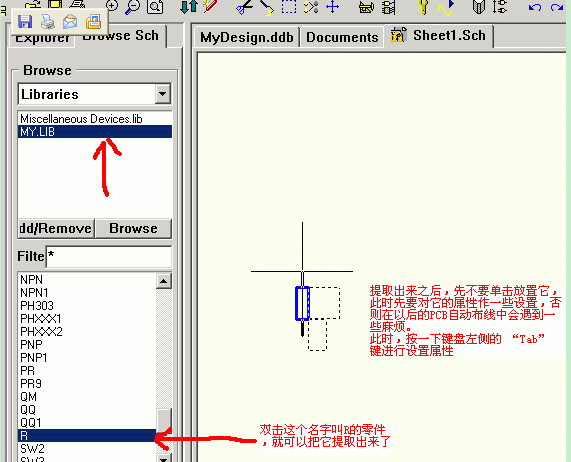 Explorer
Browse Sch
MyDesign.ddb
Documents
Sheet1.Sch
Browse
Libraries
Miscellaneous Devices.lib
MY.LIB
dd/Remove
Browse
Filte
*
NPN
NPN1
PH303
PHXXX1
PHXXX2
PNP
PNP1
PR
PR9
QM
QQ
QQ1
R
SW2
提取出来之后，先不要单击放置它，
此时先要对它的属性作一些设置，否
则在以后的PCB自动布线中会遇到一
些麻烦。
此时，按一下键盘左侧的 “Tab”
键进行设置属性
双击这个名字叫R的零件
，就可以把它提取出来了